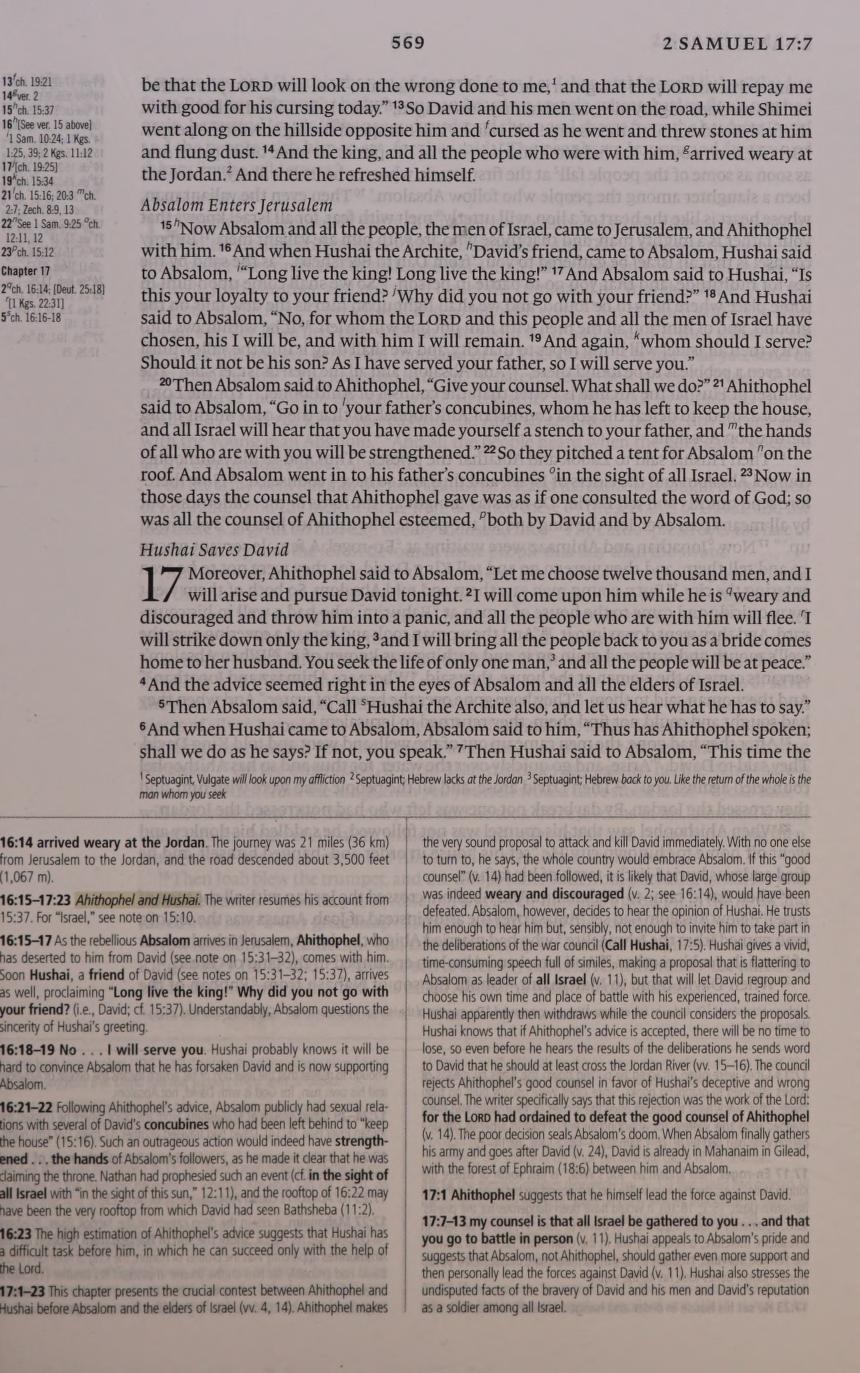 569
2 SAMUEL 17:7
13 f ch. 19:21
14 g ver. 2
15 h ch. 15:37
16 h [See ver. 15 above]
i 1 Sam. 10:24; 1 Kgs.
1:25, 39; 2 Kgs. 11:12
17 j [ch. 19:25]
19 k ch. 15:34
21 l ch. 15:16; 20:3 m ch.
2:7; Zech. 8:9, 13
22 n See 1 Sam. 9:25 o ch.
12:11, 12
23 p ch. 15:12
Chapter 17
2 q ch. 16:14; [Deut. 25:18]
r [1 Kgs. 22:31]
5 s ch. 16:16-18
be that the LORD will look on the wrong done to me,1 and that the LORD will repay me
with good for his cursing today.” 13 So David and his men went on the road, while Shimei
went along on the hillside opposite him and f cursed as he went and threw stones at him
and flung dust. 14 And the king, and all the people who were with him, g arrived weary at
the Jordan.2 And there he refreshed himself.
Absalom Enters Jerusalem
15 h Now Absalom and all the people, the men of Israel, came to Jerusalem, and Ahithophel
with him. 16 And when Hushai the Archite, h David’s friend, came to Absalom, Hushai said
to Absalom, i “Long live the king! Long live the king!” 17 And Absalom said to Hushai, “Is
this your loyalty to your friend? j Why did you not go with your friend?” 18 And Hushai
said to Absalom, “No, for whom the LORD and this people and all the men of Israel have
chosen, his I will be, and with him I will remain. 19 And again, k whom should I serve?
Should it not be his son? As I have served your father, so I will serve you.”
20 Then Absalom said to Ahithophel, “Give your counsel. What shall we do?” 21 Ahithophel
said to Absalom, “Go in to l your father’s concubines, whom he has left to keep the house,
and all Israel will hear that you have made yourself a stench to your father, and m the hands
of all who are with you will be strengthened.” 22 So they pitched a tent for Absalom n on the
roof. And Absalom went in to his father’s concubines o in the sight of all Israel. 23 Now in
those days the counsel that Ahithophel gave was as if one consulted the word of God; so
was all the counsel of Ahithophel esteemed, p both by David and by Absalom.
Hushai Saves David
17 Moreover, Ahithophel said to Absalom, “Let me choose twelve thousand men, and I
will arise and pursue David tonight. 2 I will come upon him while he is q weary and
discouraged and throw him into a panic, and all the people who are with him will flee. r I
will strike down only the king, 3 and I will bring all the people back to you as a bride comes
home to her husband. You seek the life of only one man,3 and all the people will be at peace.”
4 And the advice seemed right in the eyes of Absalom and all the elders of Israel.
5 Then Absalom said, “Call s Hushai the Archite also, and let us hear what he has to say.”
6 And when Hushai came to Absalom, Absalom said to him, “Thus has Ahithophel spoken;
shall we do as he says? If not, you speak.” 7 Then Hushai said to Absalom, “This time the
1 Septuagint, Vulgate will look upon my affliction 2 Septuagint; Hebrew lacks at the Jordan 3 Septuagint; Hebrew back to you. Like the return of the whole is the
man whom you seek
16:14 arrived weary at the Jordan. The journey was 21 miles (36 km)
from Jerusalem to the Jordan, and the road descended about 3,500 feet
(1,067 m).
16:15–17:23 Ahithophel and Hushai. The writer resumes his account from
15:37. For “Israel,” see note on 15:10.
16:15–17 As the rebellious Absalom arrives in Jerusalem, Ahithophel, who
has deserted to him from David (see note on 15:31–32), comes with him.
Soon Hushai, a friend of David (see notes on 15:31–32; 15:37), arrives
as well, proclaiming “Long live the king!” Why did you not go with
your friend? (i.e., David; cf. 15:37). Understandably, Absalom questions the
sincerity of Hushai’s greeting.
16:18–19 No . . . I will serve you. Hushai probably knows it will be
hard to convince Absalom that he has forsaken David and is now supporting
Absalom.
16:21–22 Following Ahithophel’s advice, Absalom publicly had sexual rela-
tions with several of David’s concubines who had been left behind to “keep
the house” (15:16). Such an outrageous action would indeed have strength-
ened . . . the hands of Absalom’s followers, as he made it clear that he was
claiming the throne. Nathan had prophesied such an event (cf. in the sight of
all Israel with “in the sight of this sun,” 12:11), and the rooftop of 16:22 may
have been the very rooftop from which David had seen Bathsheba (11:2).
16:23 The high estimation of Ahithophel’s advice suggests that Hushai has
a difficult task before him, in which he can succeed only with the help of
the Lord.
17:1–23 This chapter presents the crucial contest between Ahithophel and
Hushai before Absalom and the elders of Israel (vv. 4, 14). Ahithophel makes
the very sound proposal to attack and kill David immediately. With no one else
to turn to, he says, the whole country would embrace Absalom. If this “good
counsel” (v. 14) had been followed, it is likely that David, whose large group
was indeed weary and discouraged (v. 2; see 16:14), would have been
defeated. Absalom, however, decides to hear the opinion of Hushai. He trusts
him enough to hear him but, sensibly, not enough to invite him to take part in
the deliberations of the war council (Call Hushai, 17:5). Hushai gives a vivid,
time-consuming speech full of similes, making a proposal that is flattering to
Absalom as leader of all Israel (v. 11), but that will let David regroup and
choose his own time and place of battle with his experienced, trained force.
Hushai apparently then withdraws while the council considers the proposals.
Hushai knows that if Ahithophel’s advice is accepted, there will be no time to
lose, so even before he hears the results of the deliberations he sends word
to David that he should at least cross the Jordan River (vv. 15–16). The council
rejects Ahithophel’s good counsel in favor of Hushai’s deceptive and wrong
counsel. The writer specifically says that this rejection was the work of the Lord:
for the LORD had ordained to defeat the good counsel of Ahithophel
(v. 14). The poor decision seals Absalom’s doom. When Absalom finally gathers
his army and goes after David (v. 24), David is already in Mahanaim in Gilead,
with the forest of Ephraim (18:6) between him and Absalom.
17:1 Ahithophel suggests that he himself lead the force against David.
17:7–13 my counsel is that all Israel be gathered to you . . . and that
you go to battle in person (v. 11). Hushai appeals to Absalom’s pride and
suggests that Absalom, not Ahithophel, should gather even more support and
then personally lead the forces against David (v. 11). Hushai also stresses the
undisputed facts of the bravery of David and his men and David’s reputation
as a soldier among all Israel.